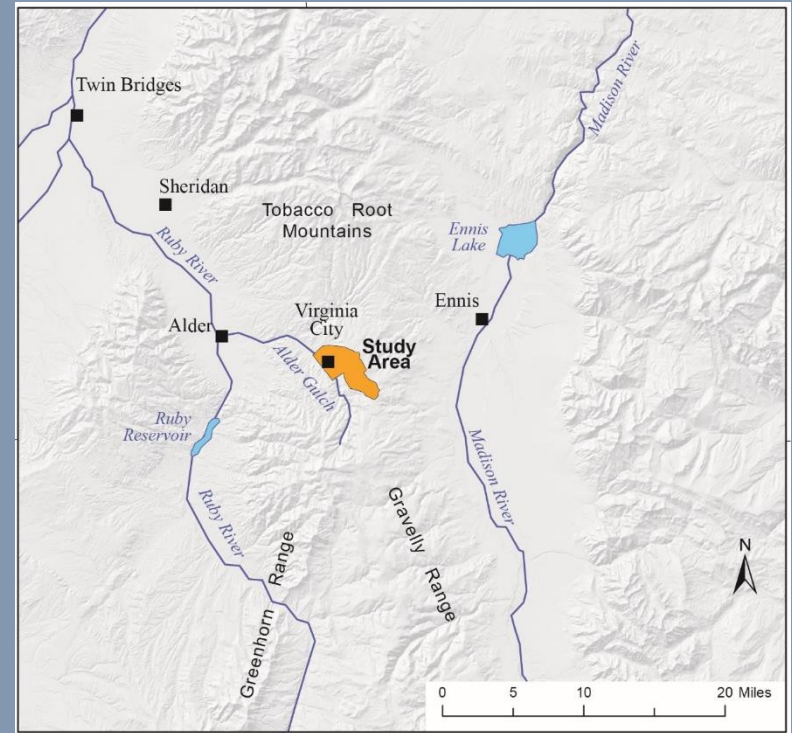 Twin Bridges
Madison River
Sheridan
Tobacco Root
Mountains
Ruby River
Ennis
Lake
Ennis
Alder
Virginia
City
Study
Area
Alder Gulch
Ruby
Reservoir
Madison River
Ruby River
Gravelly Range
Greenhorn Range
N
0 5 10 20 Miles